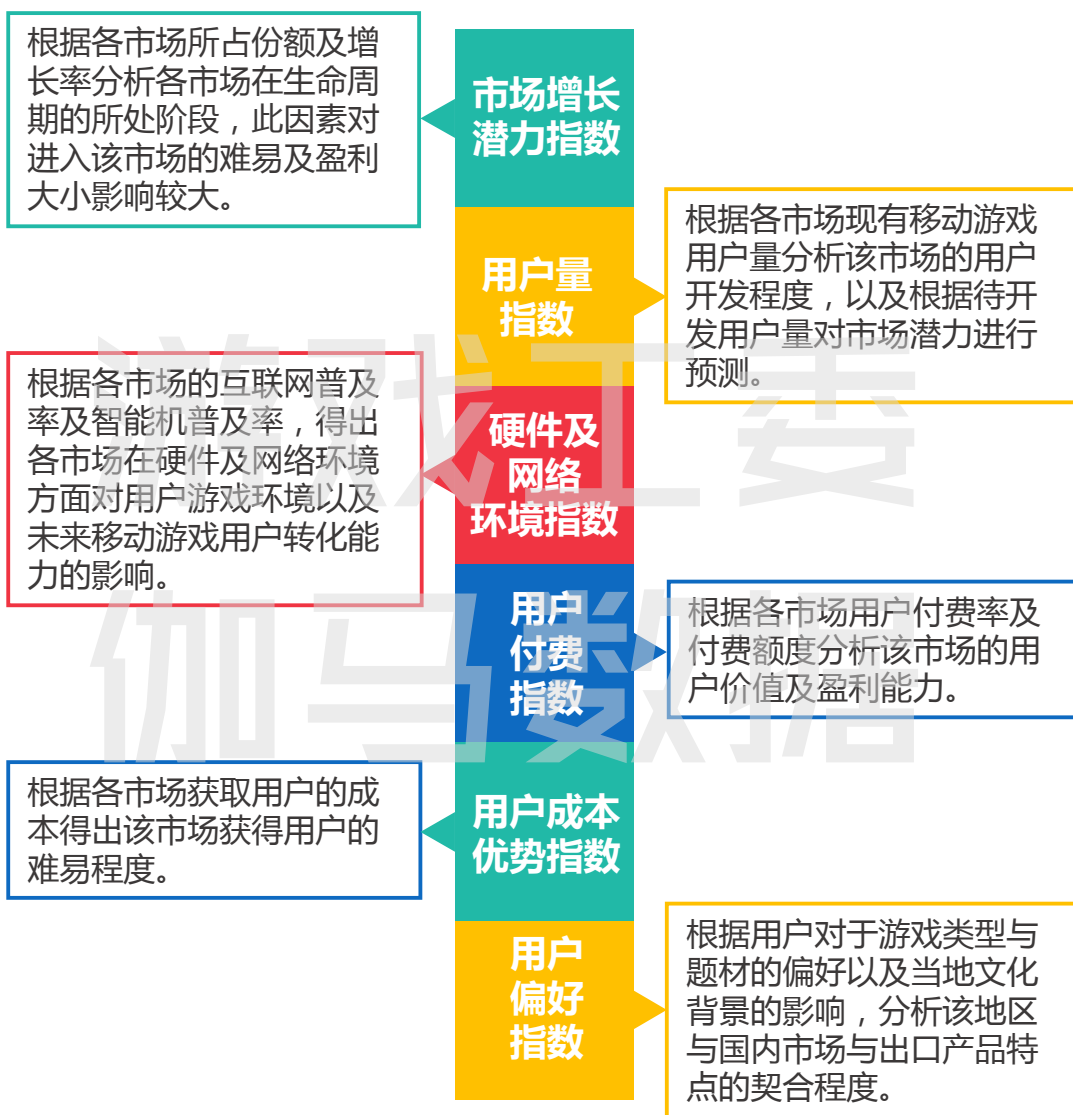 根据各市场所占份额及增
长率分析各市场在生命周
期的所处阶段，此因素对
进入该市场的难易及盈利
大小影响较大。
市场增长
潜力指数
用户量
指数
根据各市场现有移动游戏
用户量分析该市场的用户
开发程度，以及根据待开
发用户量对市场潜力进行
预测。
根据各市场的互联网普及
率及智能机普及率，得出
各市场在硬件及网络环境
方面对用户游戏环境以及
未来移动游戏用户转化能
力的影响。
硬件及
网络
环境指数
用户
付费
指数
根据各市场用户付费率及
付费额度分析该市场的用
户价值及盈利能力。
根据各市场获取用户的成
本得出该市场获得用户的
难易程度。
用户成本
优势指数
用户
偏好
指数
根据用户对于游戏类型与
题材的偏好以及当地文化
背景的影响，分析该地区
与国内市场与出口产品特
点的契合程度。
游戏工委
伽马数据